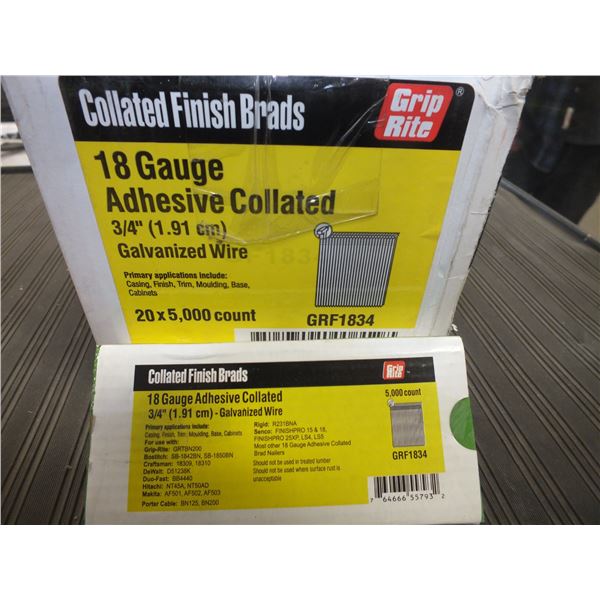 Collated Finish Brads
Grip Rite ®
18 Gauge
Adhesive Collated
3/4" (1.91 cm)
Galvanized Wire
Primary applications include:
Casing, Finish, Trim, Moulding, Base,
Cabinets
20 x 5,000 count
GRF1834
Collated Finish Brads
Grip Rite
18 Gauge Adhesive Collated
3/4" (1.91 cm) - Galvanized Wire
Primary applications include:
Casing, Finish, Trim, Moulding, Base, Cabinets
For use with:
Grip-Rite: GRTBN200
Bostitch: SB-1842BN, SB-1850BN
Craftsman: 18309, 18310
DeWalt: D51238K
Duo-Fast: BB4440
Hitachi: NT45A, NT50AD
Makita: AF501, AF502, AF503
Porter Cable: BN125, BN200
Rigid: R231BNA
Senco: FINISHPRO 15 & 18,
FINISHPRO 25XP, LS4, LS5
Most other 18 Gauge Adhesive Collated
Brad Nailers
Should not be used in treated lumber
Should not be used where surface rust is
unacceptable
5,000 count
GRF1834
7 64666 55793 2